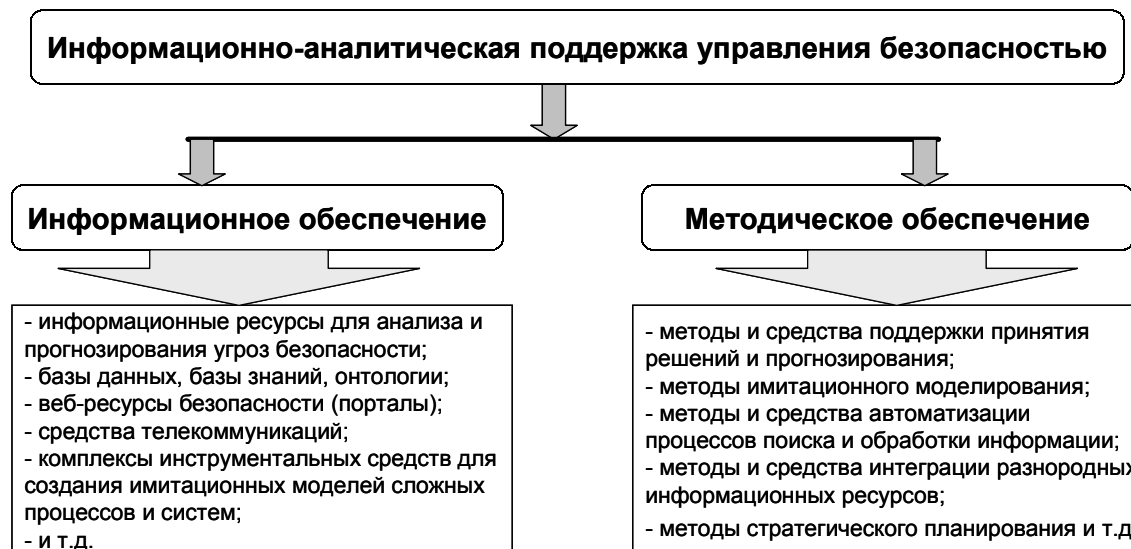 Информационно-аналитическая поддержка управления безопасностью
Информационное обеспечение
- информационные ресурсы для анализа и
прогнозирования угроз безопасности;
- базы данных, базы знаний, онтологии;
- веб-ресурсы безопасности (порталы);
- средства телекоммуникаций;
- комплексы инструментальных средств для
создания имитационных моделей сложных
процессов и систем;
- и т.д.
Методическое обеспечение
- методы и средства поддержки принятия
решений и прогнозирования;
- методы имитационного моделирования;
- методы и средства автоматизации
процессов поиска и обработки информации;
- методы и средства интеграции разнородных
информационных ресурсов;
- методы стратегического планирования и т.д